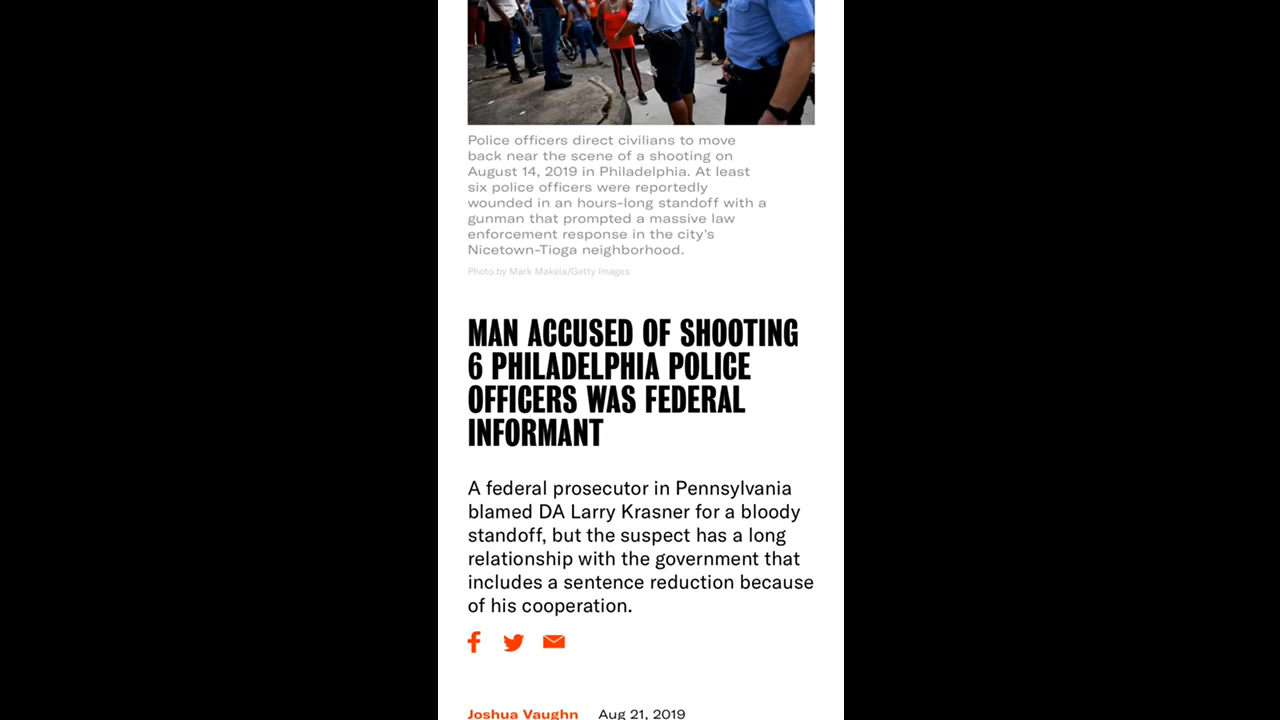 Police officers direct civilians to move
back near the scene of a shooting on
August 14, 2019 in Philadelphia. At least
six police officers were reportedly
wounded in an hours-long standoff with a
gunman that prompted a massive law
enforcement response in the city's
Nicetown-Tioga neighborhood.
Photo by Mark Makela/Getty Images
MAN ACCUSED OF SHOOTING
6 PHILADELPHIA POLICE
OFFICERS WAS FEDERAL
INFORMANT
A federal prosecutor in Pennsylvania
blamed DA Larry Krasner for a bloody
standoff, but the suspect has a long
relationship with the government that
includes a sentence reduction because
of his cooperation.
Joshua Vaughn Aug 21, 2019